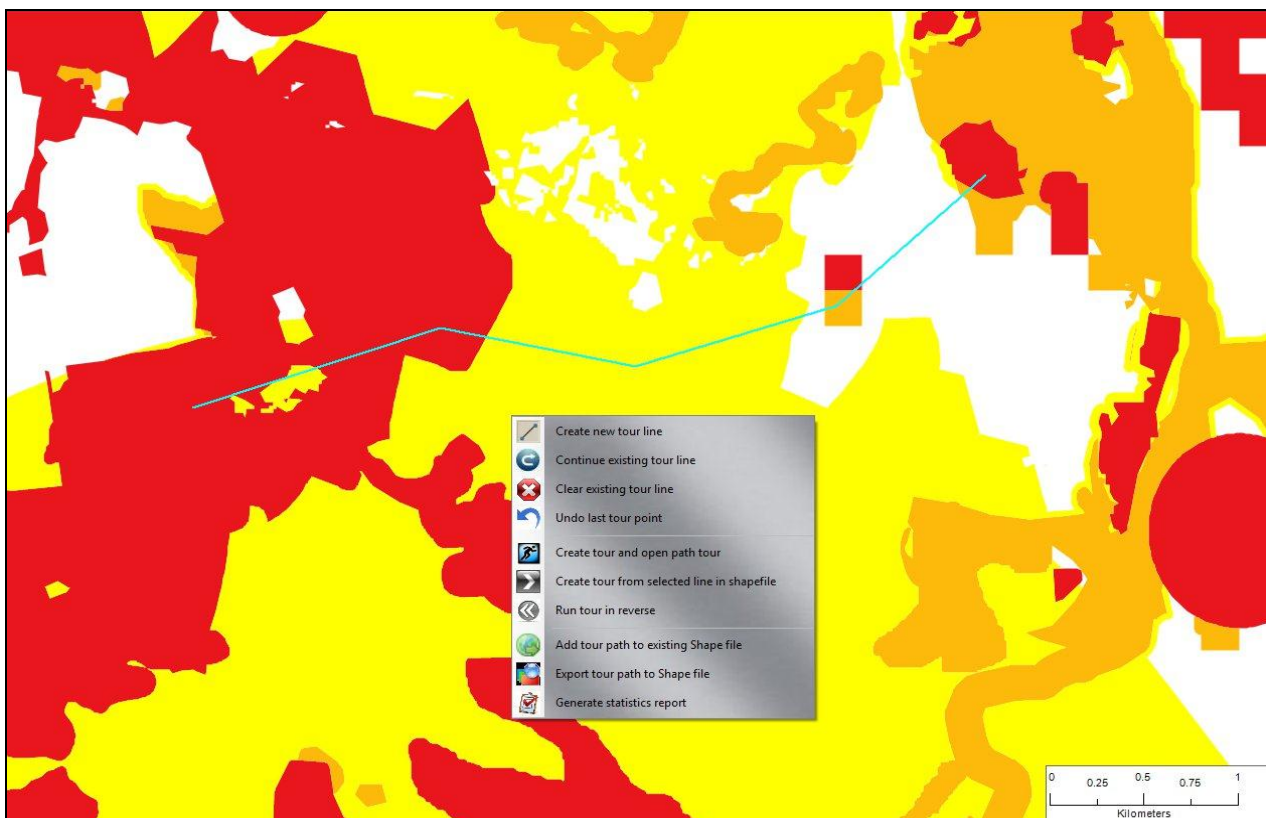 Create new tour line
Continue existing tour line
Clear existing tour line
Undo last tour point
Create tour and open path tour
Create tour from selected line in shapefile
Run tour in reverse
Add tour path to existing Shape file
Export tour path to Shape file
Generate statistics report
0 0.25 0.5 0.75 1
Kilometers